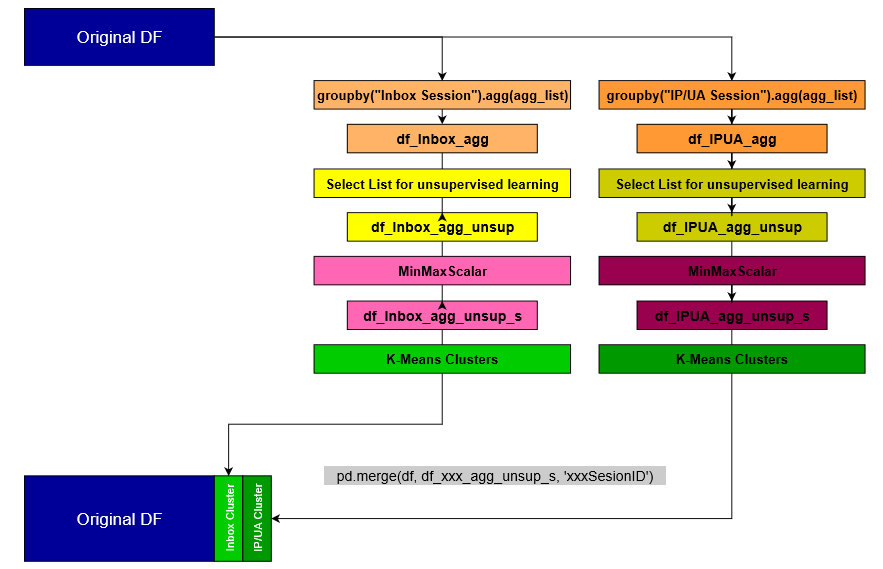 Original DF
groupby("Inbox Session").agg(agg_list)
groupby("IP/UA Session").agg(agg_list)
df_Inbox_agg
df_IPUA_agg
Select List for unsupervised learning
Select List for unsupervised learning
df_Inbox_agg_unsup
df_IPUA_agg_unsup
MinMaxScalar
MinMaxScalar
df_Inbox_agg_unsup_s
df_IPUA_agg_unsup_s
K-Means Clusters
K-Means Clusters
pd.merge(df, df_xxx_agg_unsup_s, 'xxxSesionID')
Original DF
Inbox Cluster
IP/UA Cluster